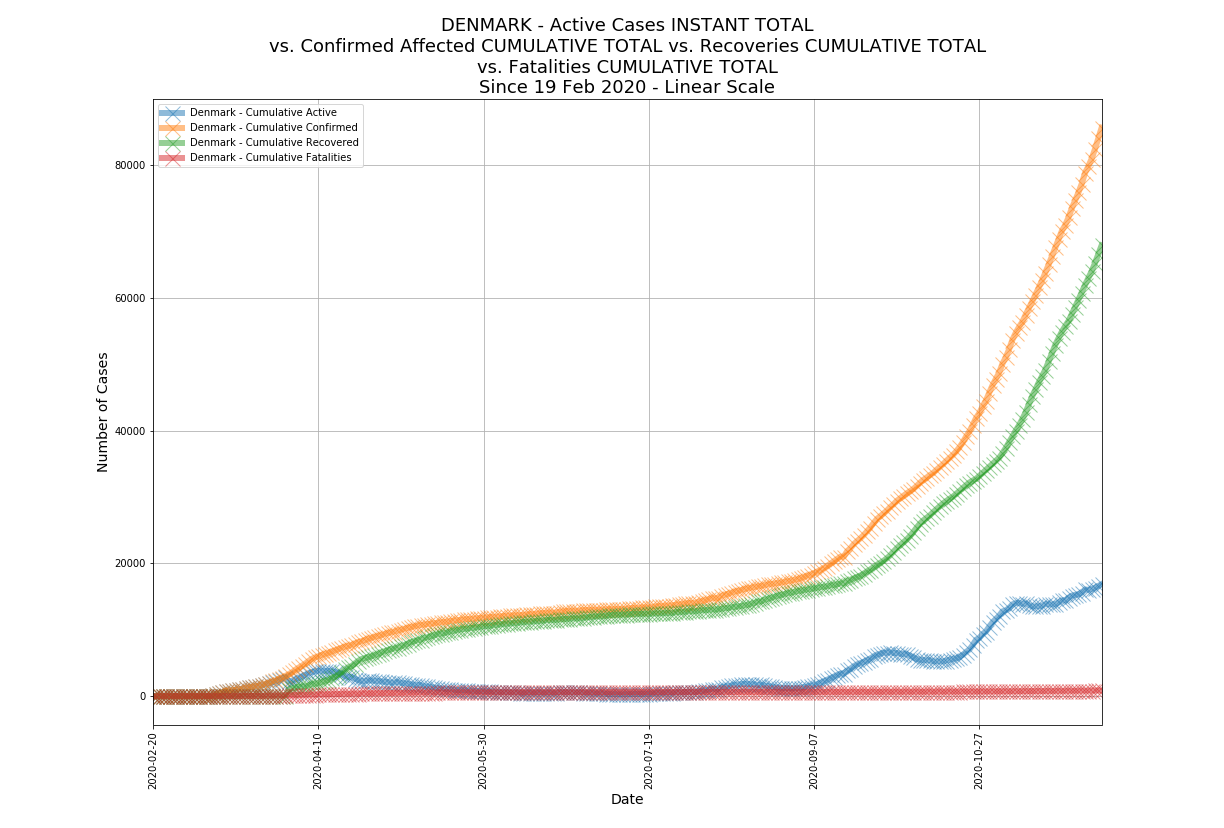 DENMARK - Active Cases INSTANT TOTAL
vs. Confirmed Affected CUMULATIVE TOTAL vs. Recoveries CUMULATIVE TOTAL
vs. Fatalities CUMULATIVE TOTAL
Since 19 Feb 2020 - Linear Scale
Denmark - Cumulative Active
Denmark - Cumulative Confirmed
Denmark - Cumulative Recovered
Denmark - Cumulative Fatalities
Number of Cases
80000
60000
40000
20000
0
2020-02-20
2020-04-10
2020-05-30
2020-07-19
2020-09-07
2020-10-27
Date